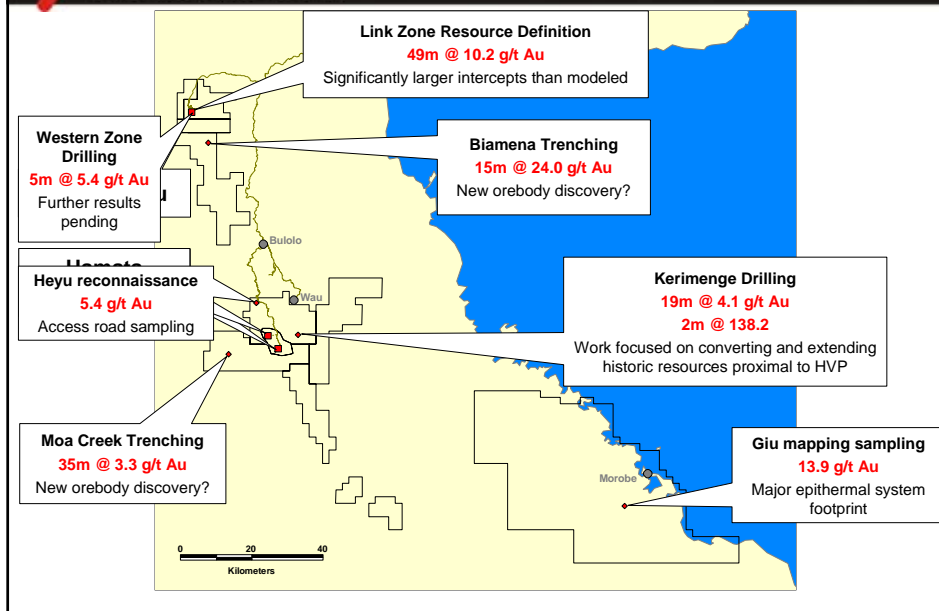 Link Zone Resource Definition
49m @ 10.2 g/t Au
Significantly larger intercepts than modeled
Western Zone
Drilling
5m @ 5.4 g/t Au
Further results
pending
Biamena Trenching
15m @ 24.0 g/t Au
New orebody discovery?
Bulolo
Heyu reconnaissance
5.4 g/t Au
Access road sampling
Wau
Kerimenge Drilling
19m @ 4.1 g/t Au
2m @ 138.2
Work focused on converting and extending
historic resources proximal to HVP
Moa Creek Trenching
35m @ 3.3 g/t Au
New orebody discovery?
Giu mapping sampling
13.9 g/t Au
Major epithermal system
footprint
Morobe
0 20 40
Kilometers